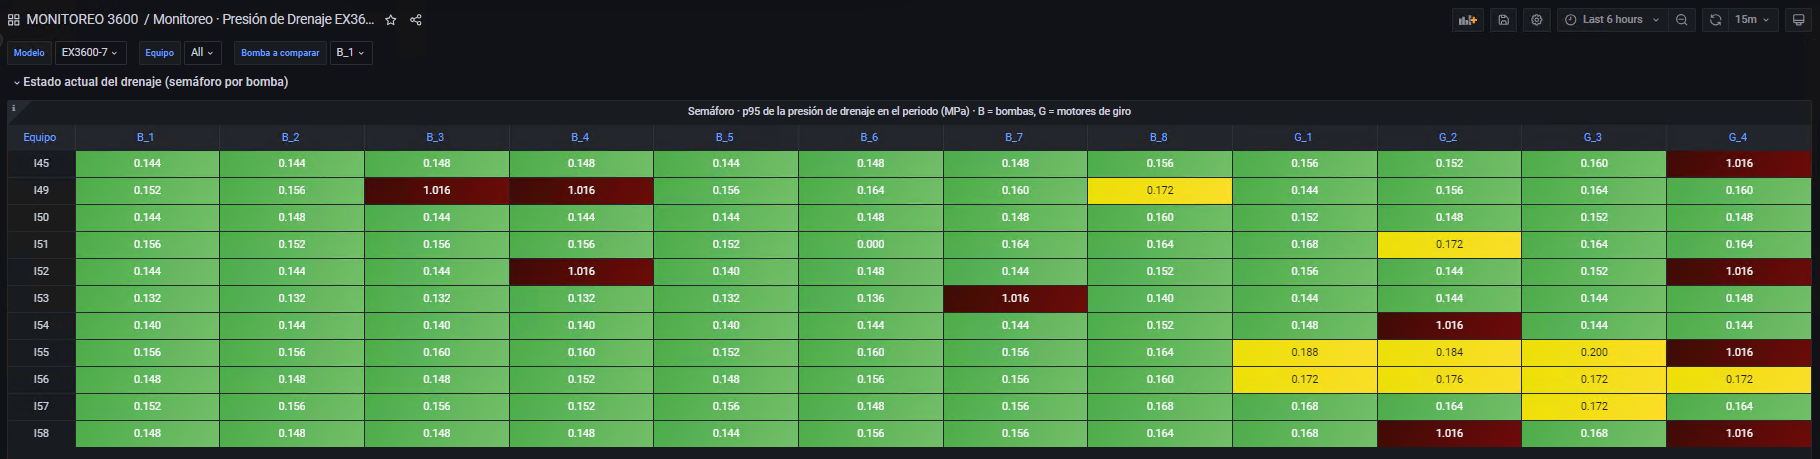 MONITOREO 3600 / Monitoreo · Presión de Drenaje EX36...
Last 6 hours 15m
Modelo EX3600-7 Equipo All Bomba a comparar B_1
Estado actual del drenaje (semáforo por bomba)
i
Semáforo · p95 de la presión de drenaje en el periodo (MPa) · B = bombas, G = motores de giro
Equipo B_1 B_2 B_3 B_4 B_5 B_6 B_7 B_8 G_1 G_2 G_3 G_4
I45 0.144 0.144 0.148 0.148 0.144 0.148 0.148 0.156 0.156 0.152 0.160 1.016
I49 0.152 0.156 1.016 1.016 0.156 0.164 0.160 0.172 0.144 0.156 0.164 0.160
I50 0.144 0.148 0.144 0.144 0.144 0.148 0.148 0.160 0.152 0.148 0.152 0.148
I51 0.156 0.152 0.156 0.156 0.152 0.000 0.164 0.164 0.168 0.172 0.164 0.164
I52 0.144 0.144 0.144 1.016 0.140 0.148 0.144 0.152 0.156 0.144 0.152 1.016
I53 0.132 0.132 0.132 0.132 0.132 0.136 1.016 0.140 0.144 0.144 0.144 0.148
I54 0.140 0.144 0.140 0.140 0.140 0.144 0.144 0.152 0.148 1.016 0.144 0.144
I55 0.156 0.156 0.160 0.160 0.152 0.160 0.156 0.164 0.188 0.184 0.200 1.016
I56 0.148 0.148 0.148 0.152 0.148 0.156 0.156 0.160 0.172 0.176 0.172 0.172
I57 0.152 0.156 0.156 0.152 0.156 0.148 0.156 0.168 0.168 0.164 0.172 0.164
I58 0.148 0.148 0.148 0.148 0.144 0.156 0.156 0.164 0.168 1.016 0.168 1.016